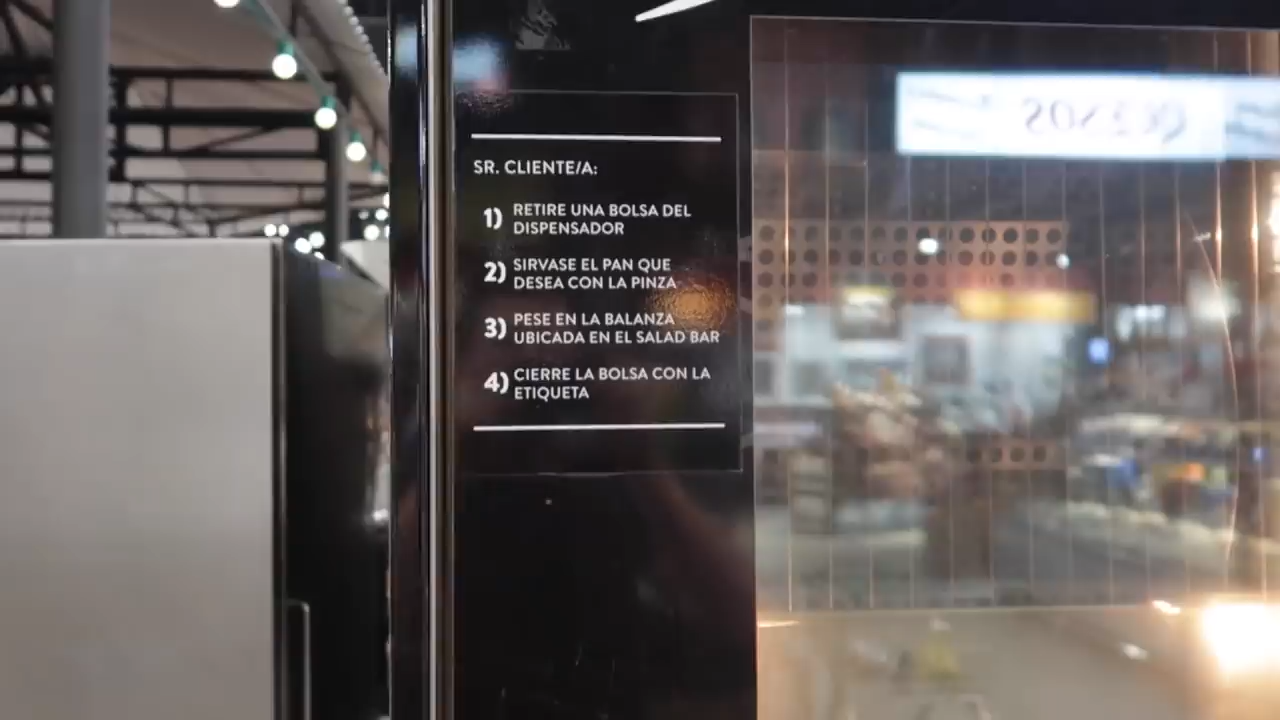 SR. CLIENTE/A:
1) RETIRE UNA BOLSA DEL
DISPENSADOR
2) SIRVASE EL PAN QUE
DESEA CON LA PINZA
3) PESE EN LA BALANZA
UBICADA EN EL SALAD BAR
4) CIERRE LA BOLSA CON LA
ETIQUETA